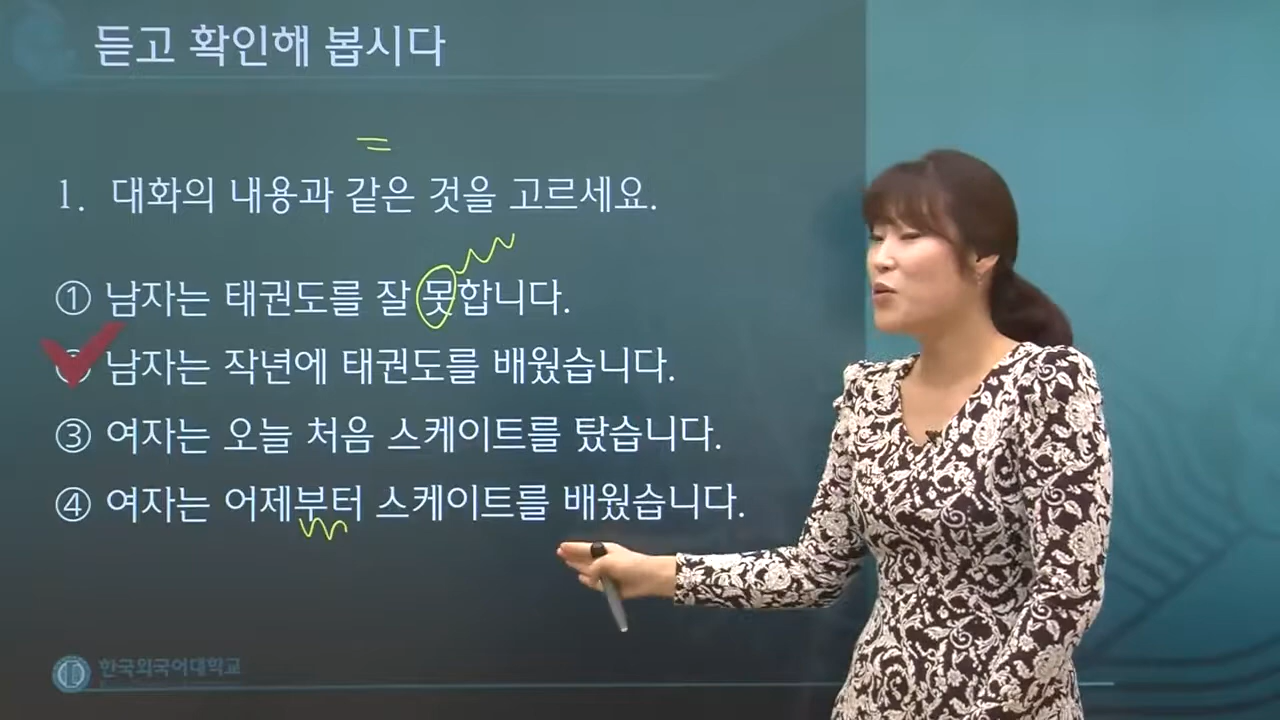 듣고 확인해 봅시다
1. 대화의 내용과 같은 것을 고르세요.
① 남자는 태권도를 잘 못합니다.
남자는 작년에 태권도를 배웠습니다.
③ 여자는 오늘 처음 스케이트를 탔습니다.
④ 여자는 어제부터 스케이트를 배웠습니다.
한국외국어대학교